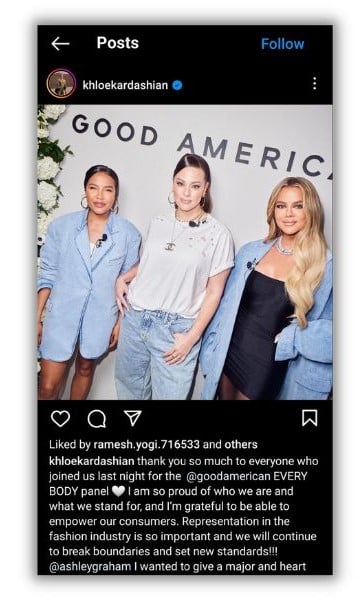 Posts
Follow
khloekardashian
GOOD AMERICA
Liked by ramesh.yogi.716533 and others
khloekardashian thank you so much to everyone who
joined us last night for the @goodamerican EVERY
BODY panel 🤍 I am so proud of who we are and
what we stand for, and I'm grateful to be able to
empower our consumers. Representation in the
fashion industry is so important and we will continue
to break boundaries and set new standards!!!
@ashleygraham I wanted to give a major and heart